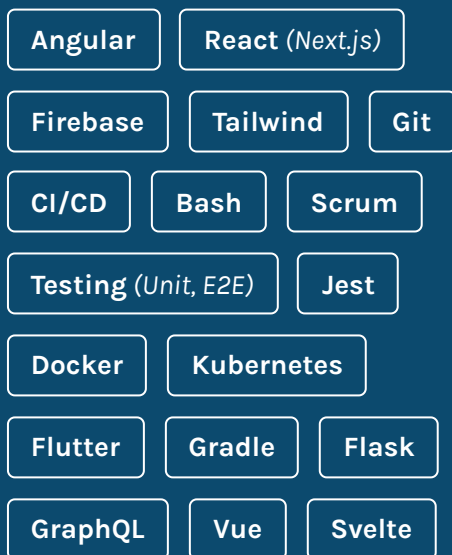 Angular React (Next.js)
Firebase Tailwind Git
CI/CD Bash Scrum
Testing (Unit, E2E) Jest
Docker Kubernetes
Flutter Gradle Flask
GraphQL Vue Svelte